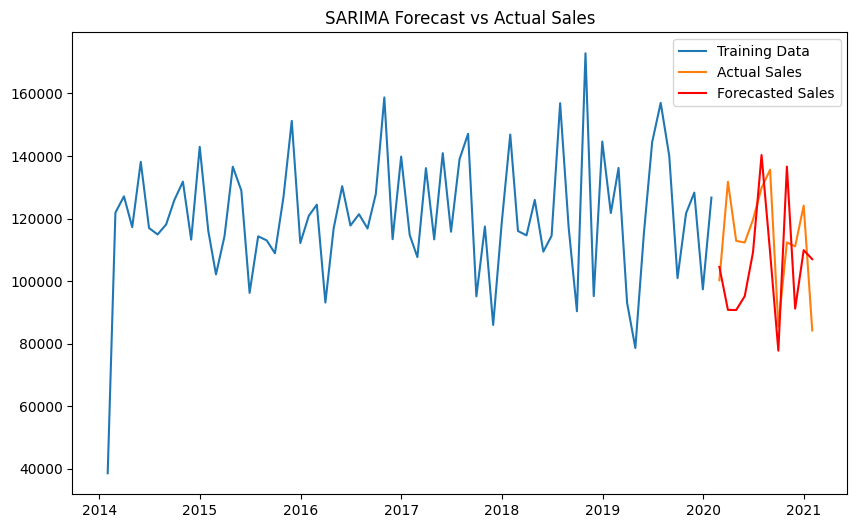 SARIMA Forecast vs Actual Sales
Training Data
Actual Sales
Forecasted Sales
160000
140000
120000
100000
80000
60000
40000
2014 2015 2016 2017 2018 2019 2020 2021